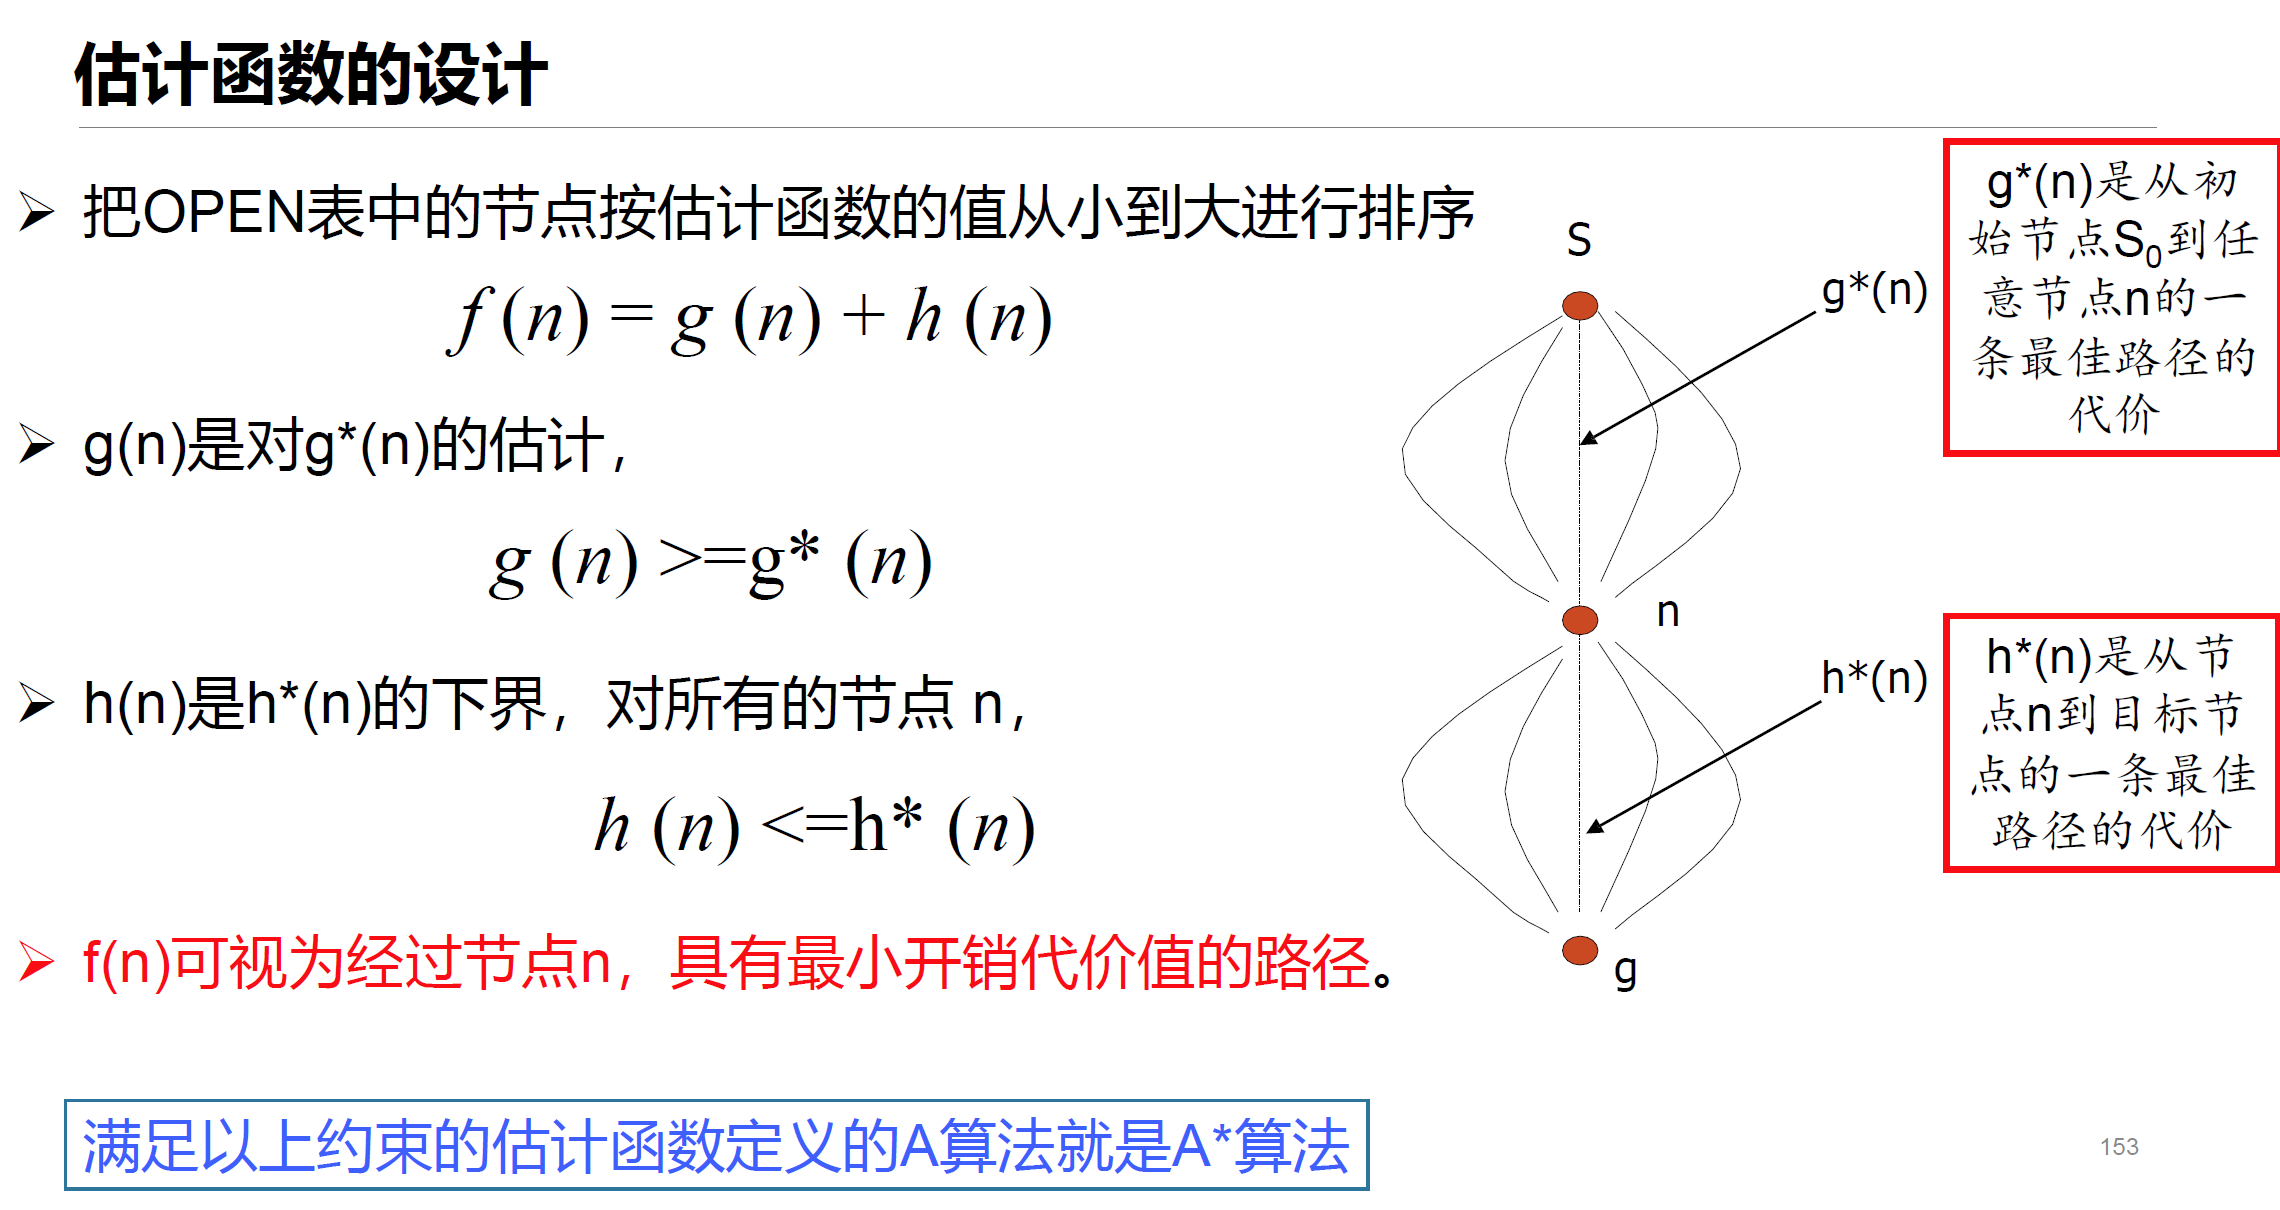 估计函数的设计
➢ 把OPEN表中的节点按估计函数的值从小到大进行排序
f (n) = g (n) + h (n)
➢ g(n)是对g*(n)的估计，
g (n) >=g* (n)
➢ h(n)是h*(n)的下界，对所有的节点 n，
h (n) <=h* (n)
➢ f(n)可视为经过节点n，具有最小开销代价值的路径。
满足以上约束的估计函数定义的A算法就是A*算法
S
g*(n)
n
h*(n)
g
g*(n)是从初
始节点S₀到任
意节点n的一
条最佳路径的
代价
h*(n)是从节
点n到目标节
点的一条最佳
路径的代价
153